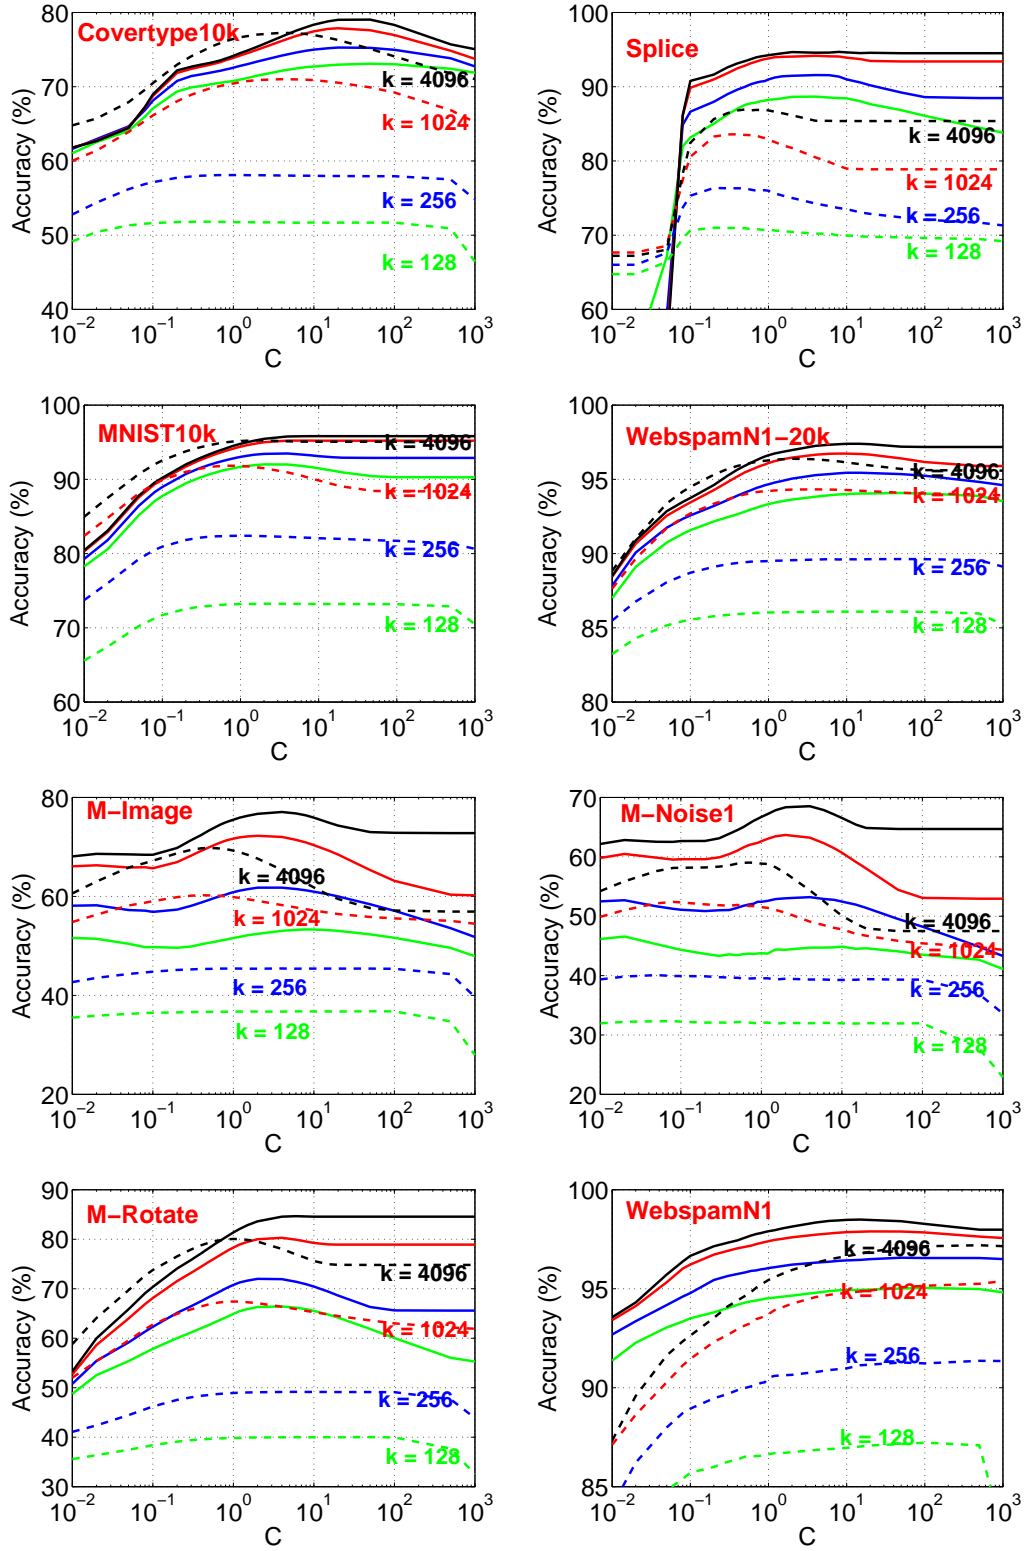 Covertype10k
Accuracy (%)
80
70
60
50
40
k = 4096
k = 1024
k = 256
k = 128
10^−2 10^−1 10^0 10^1 10^2 10^3
C
Splice
Accuracy (%)
100
95
90
85
80
75
70
65
60
k = 4096
k = 1024
k = 256
k = 128
10^−2 10^−1 10^0 10^1 10^2 10^3
C
MNIST10k
Accuracy (%)
100
90
80
70
60
k = 4096
k = 1024
k = 256
k = 128
10^−2 10^−1 10^0 10^1 10^2 10^3
C
WebspamN1−20k
Accuracy (%)
100
95
90
85
80
k = 4096
k = 1024
k = 256
k = 128
10^−2 10^−1 10^0 10^1 10^2 10^3
C
M−Image
Accuracy (%)
80
60
40
20
k = 4096
k = 1024
k = 256
k = 128
10^−2 10^−1 10^0 10^1 10^2 10^3
C
M−Noise1
Accuracy (%)
70
60
50
40
30
20
k = 4096
k = 1024
k = 256
k = 128
10^−2 10^−1 10^0 10^1 10^2 10^3
C
M−Rotate
Accuracy (%)
90
80
70
60
50
40
30
k = 4096
k = 1024
k = 256
k = 128
10^−2 10^−1 10^0 10^1 10^2 10^3
C
WebspamN1
Accuracy (%)
100
95
90
85
k = 4096
k = 1024
k = 256
k = 128
10^−2 10^−1 10^0 10^1 10^2 10^3
C